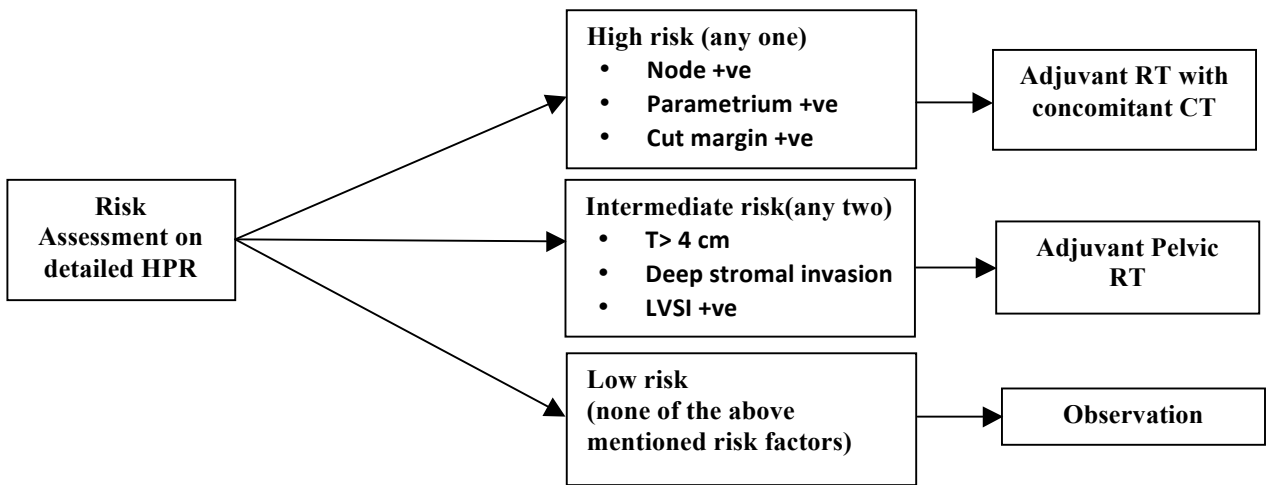 Risk
Assessment on
detailed HPR
High risk (any one)
• Node +ve
• Parametrium +ve
• Cut margin +ve
Adjuvant RT with
concomitant CT
Intermediate risk(any two)
• T> 4 cm
• Deep stromal invasion
• LVSI +ve
Adjuvant Pelvic
RT
Low risk
(none of the above
mentioned risk factors)
Observation